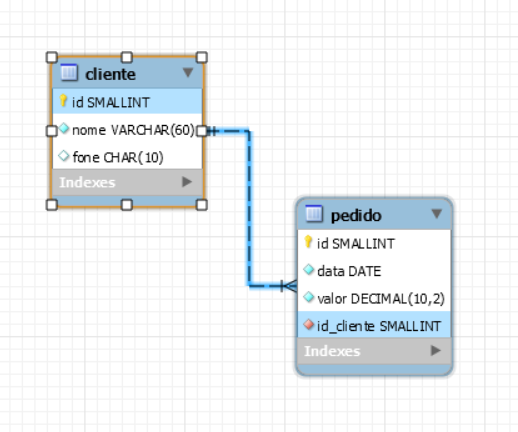 cliente
id SMALLINT
nome VARCHAR(60)
fone CHAR(10)
Indexes
pedido
id SMALLINT
data DATE
valor DECIMAL(10,2)
id_cliente SMALLINT
Indexes